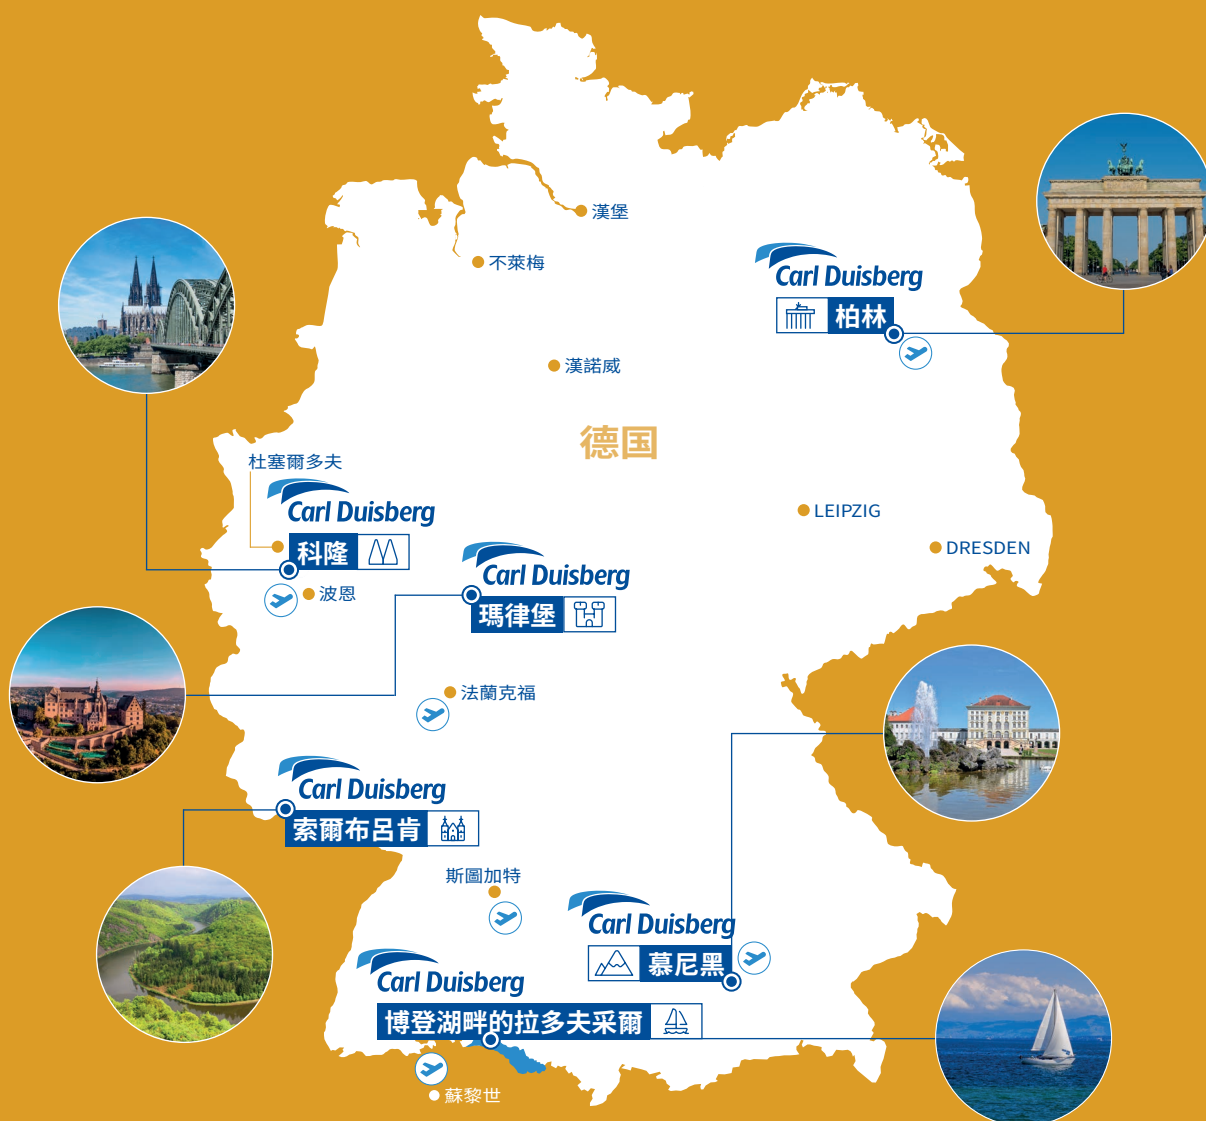 漢堡
不萊梅
Carl Duisberg
柏林
漢諾威
德国
杜塞爾多夫
Carl Duisberg
科隆
LEIPZIG
DRESDEN
Carl Duisberg
瑪律堡
波恩
法蘭克福
Carl Duisberg
索爾布呂肯
斯圖加特
Carl Duisberg
慕尼黑
Carl Duisberg
博登湖畔的拉多夫采爾
蘇黎世